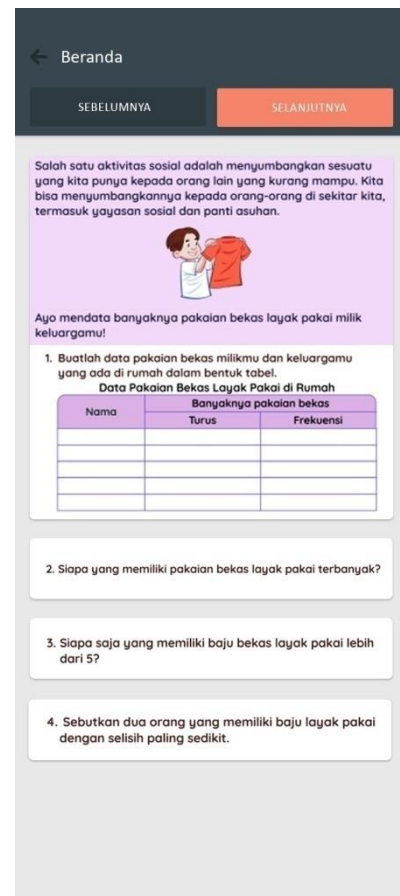 Beranda
SEBELUMNYA
SELANJUTNYA
Salah satu aktivitas sosial adalah menyumbangkan sesuatu
yang kita punya kepada orang lain yang kurang mampu. Kita
bisa menyumbangkannya kepada orang-orang di sekitar kita,
termasuk yayasan sosial dan panti asuhan.
Ayo mendata banyaknya pakaian bekas layak pakai milik
keluargamu!
1. Buatlah data pakaian bekas milikmu dan keluargamu
yang ada di rumah dalam bentuk tabel.
Data Pakaian Bekas Layak Pakai di Rumah
Nama
Banyaknya pakaian bekas
Turus
Frekuensi
2. Siapa yang memiliki pakaian bekas layak pakai terbanyak?
3. Siapa saja yang memiliki baju bekas layak pakai lebih
dari 5?
4. Sebutkan dua orang yang memiliki baju layak pakai
dengan selisih paling sedikit.